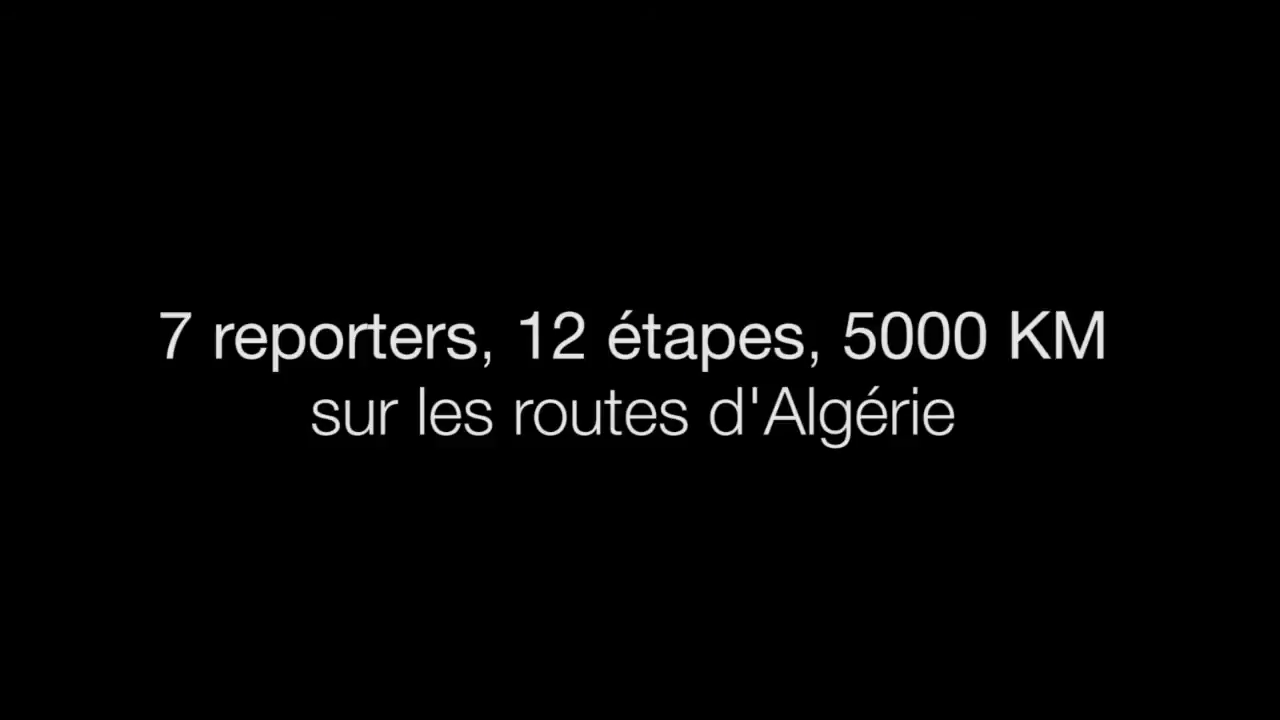 7 reporters, 12 étapes, 5000 KM
sur les routes d'Algérie